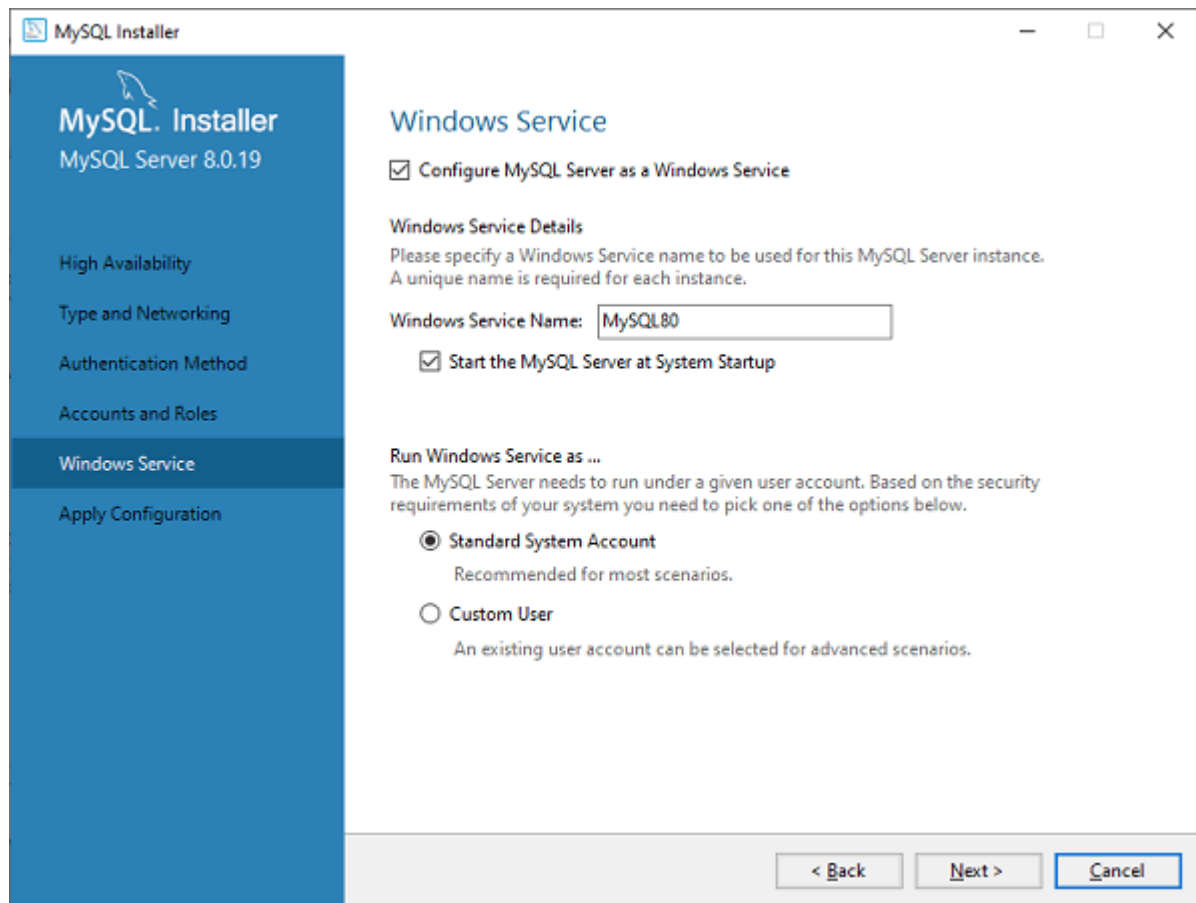 MySQL Installer
MySQL. Installer
MySQL Server 8.0.19
High Availability
Type and Networking
Authentication Method
Accounts and Roles
Windows Service
Apply Configuration
Windows Service
Configure MySQL Server as a Windows Service
Windows Service Details
Please specify a Windows Service name to be used for this MySQL Server instance.
A unique name is required for each instance.
Windows Service Name: MySQL80
Start the MySQL Server at System Startup
Run Windows Service as ...
The MySQL Server needs to run under a given user account. Based on the security
requirements of your system you need to pick one of the options below.
Standard System Account
Recommended for most scenarios.
Custom User
An existing user account can be selected for advanced scenarios.
< Back Next > Cancel